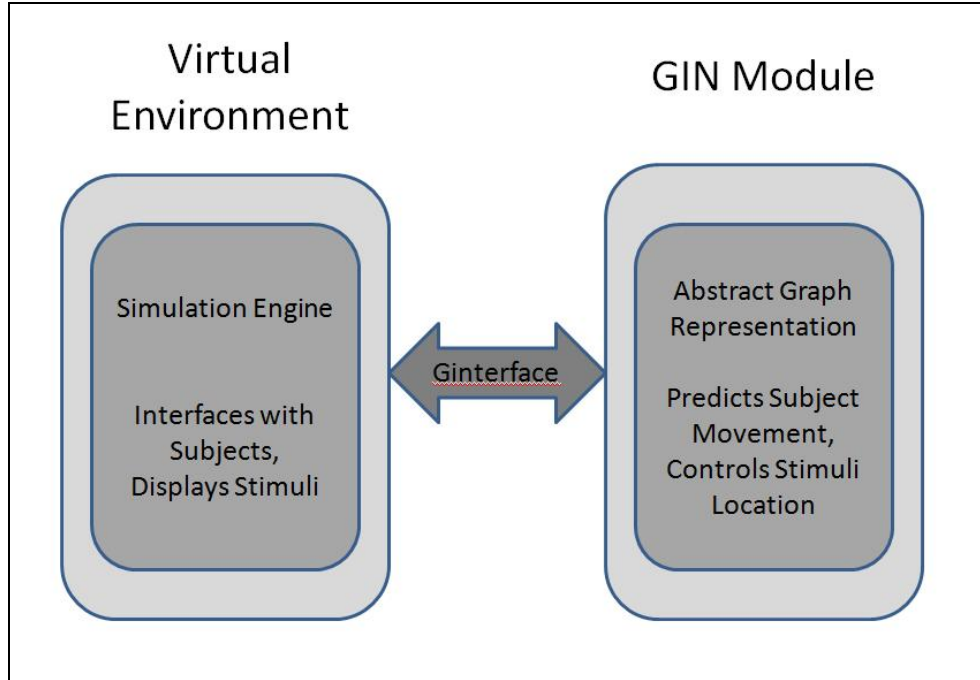 Virtual
Environment
GIN Module
Simulation Engine
Interfaces with
Subjects,
Displays Stimuli
Ginterface
Abstract Graph
Representation
Predicts Subject
Movement,
Controls Stimuli
Location